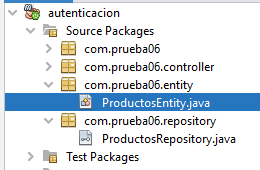 autenticacion
Source Packages
com.prueba06
com.prueba06.controller
com.prueba06.entity
ProductosEntity.java
com.prueba06.repository
ProductosRepository.java
Test Packages